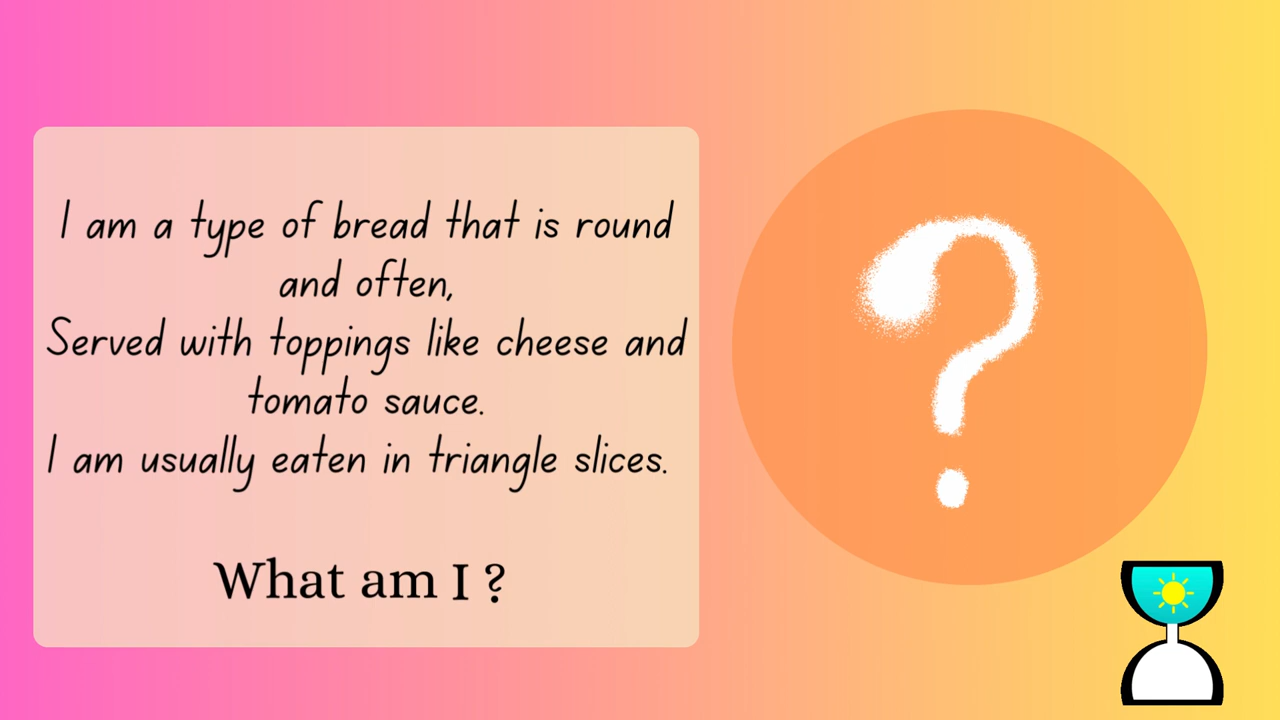 I am a type of bread that is round
and often,
Served with toppings like cheese and
tomato sauce.
I am usually eaten in triangle slices.
What am I ?
?